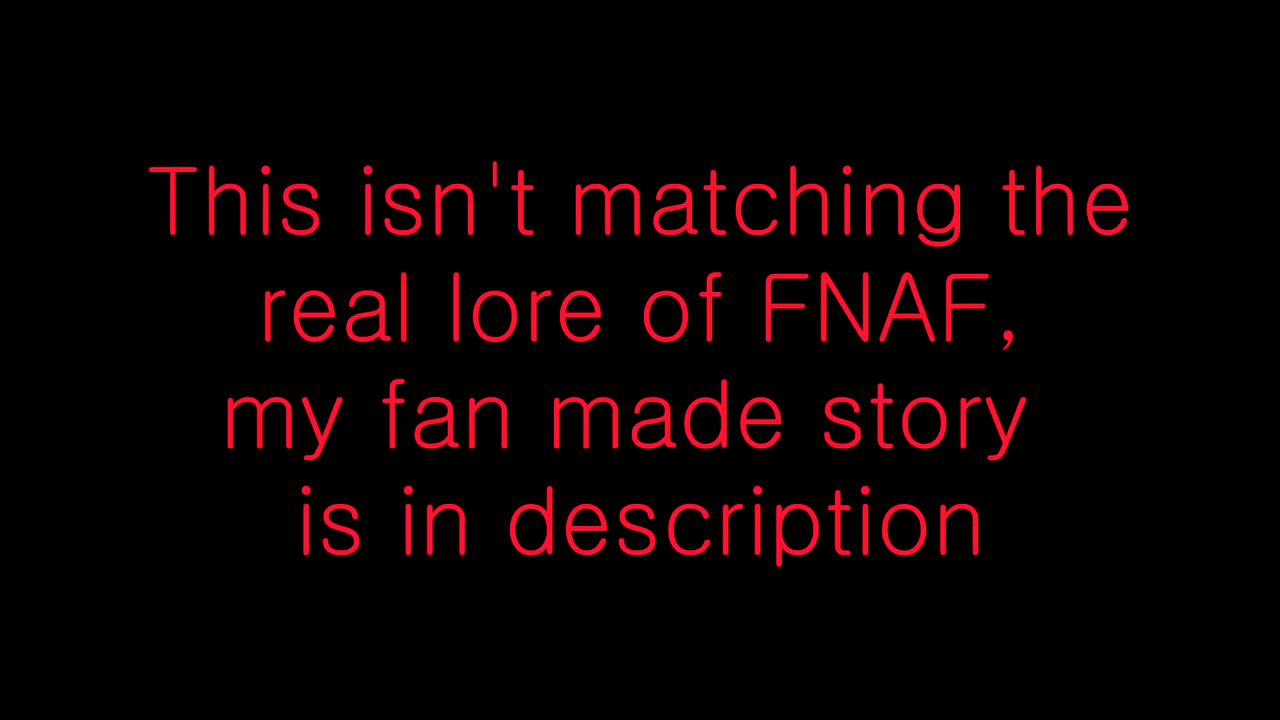 This isn't matching the
real lore of FNAF,
my fan made story
is in description